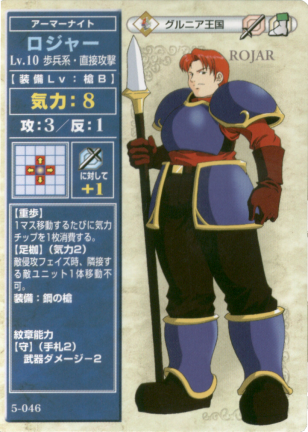 アーマーナイト
ロジャー
Lv.10 歩兵系・直接攻撃
【装備Lv:槍B】
気力:8
攻:3/反:1
に対して
+1
【重歩】
1マス移動するたびに気力
チップを1枚消費する。
【足枷】(気力2)
敵侵攻フェイズ時、隣接す
る敵ユニット1体移動不
可。
装備:鋼の槍
紋章能力
【守】(手札2)
武器ダメージ-2
5-046
グルニア王国
ROJAR